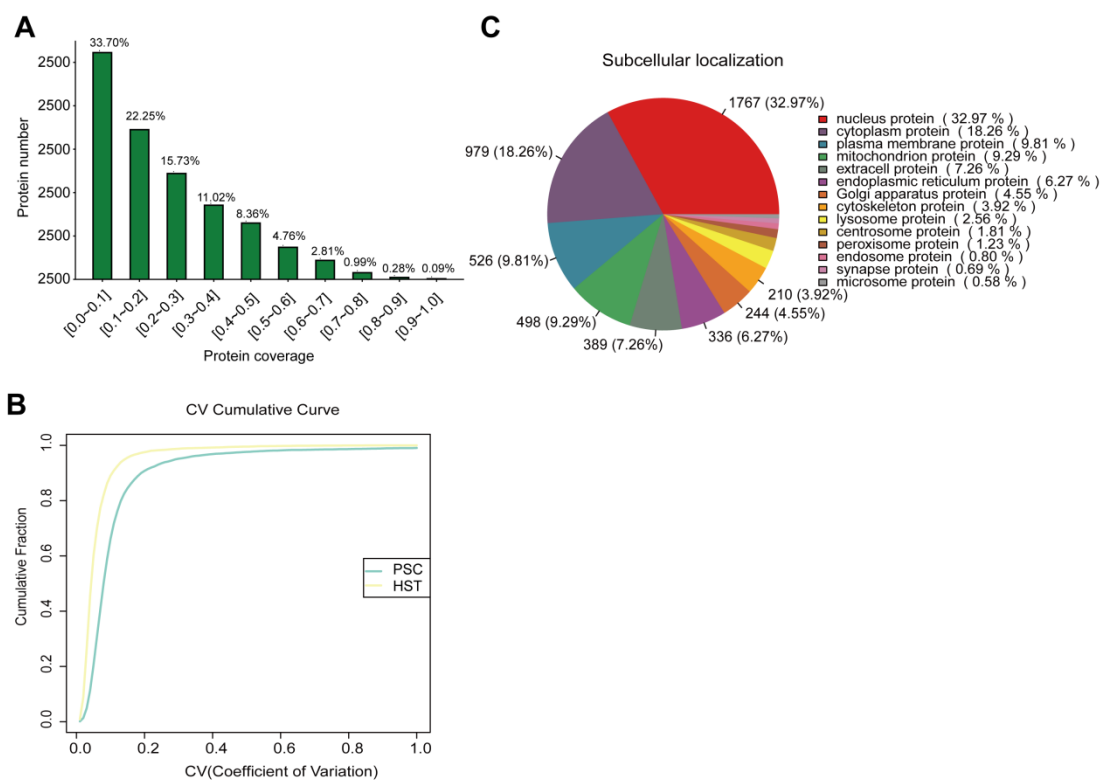 A
33.70%
22.25%
15.73%
11.02%
8.36%
4.76%
2.81%
0.99%
0.28%
0.09%
2500
2500
2500
2500
2500
2500
Protein number
[0.0~0.1]
[0.1~0.2]
[0.2~0.3]
[0.3~0.4]
[0.4~0.5]
[0.5~0.6]
[0.6~0.7]
[0.7~0.8]
[0.8~0.9]
[0.9~1.0]
Protein coverage
B
CV Cumulative Curve
1.0
0.8
0.6
0.4
0.2
0.0
Cumulative Fraction
PSC
HST
0.0
0.2
0.4
0.6
0.8
1.0
CV(Coefficient of Variation)
C
Subcellular localization
1767 (32.97%)
979 (18.26%)
526 (9.81%)
498 (9.29%)
389 (7.26%)
336 (6.27%)
244 (4.55%)
210 (3.92%)
nucleus protein ( 32.97 % )
cytoplasm protein ( 18.26 % )
plasma membrane protein ( 9.81 % )
mitochondrion protein ( 9.29 % )
extracell protein ( 7.26 % )
endoplasmic reticulum protein ( 6.27 % )
Golgi apparatus protein ( 4.55 % )
cytoskeleton protein ( 3.92 % )
lysosome protein ( 2.56 % )
centrosome protein ( 1.81 % )
peroxisome protein ( 1.23 % )
endosome protein ( 0.80 % )
synapse protein ( 0.69 % )
microsome protein ( 0.58 % )